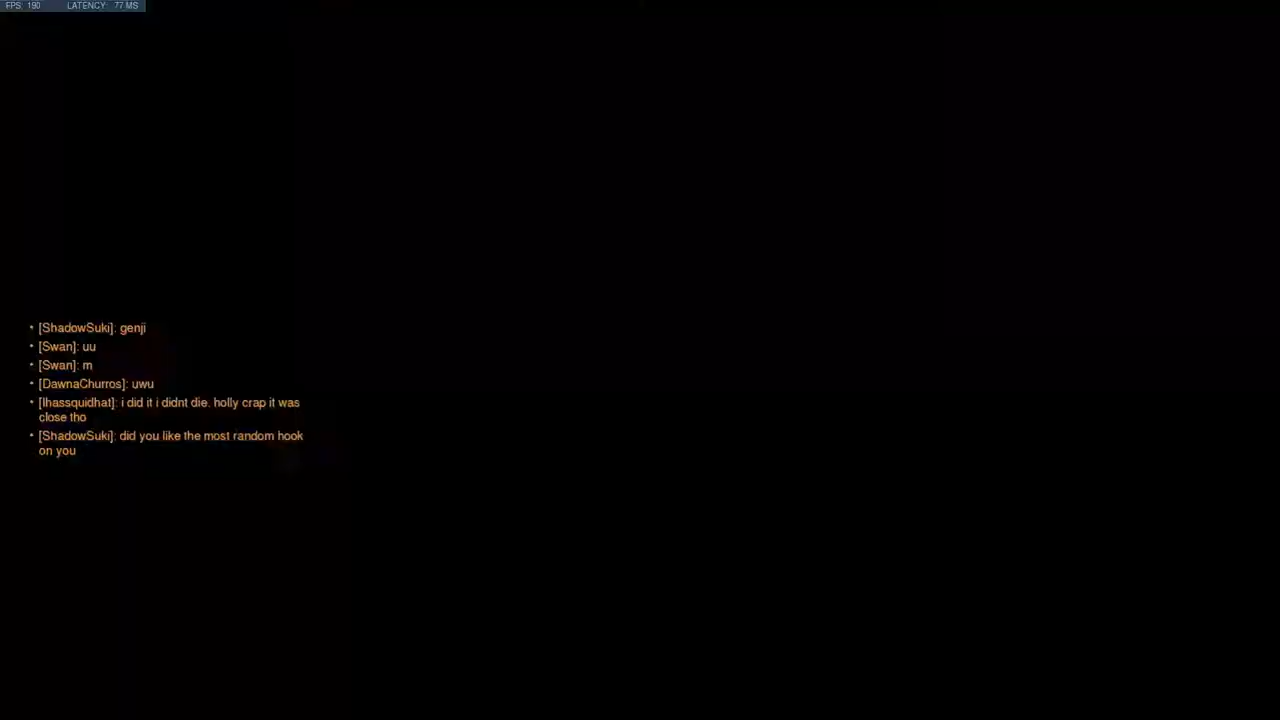 FPS: 190 LATENCY: 77 MS
• [ShadowSuki]: genji
• [Swan]: uu
• [Swan]: m
• [DawnaChurros]: uwu
• [lhassquidhat]: i did it i didnt die. holly crap it was
close tho
• [ShadowSuki]: did you like the most random hook
on you